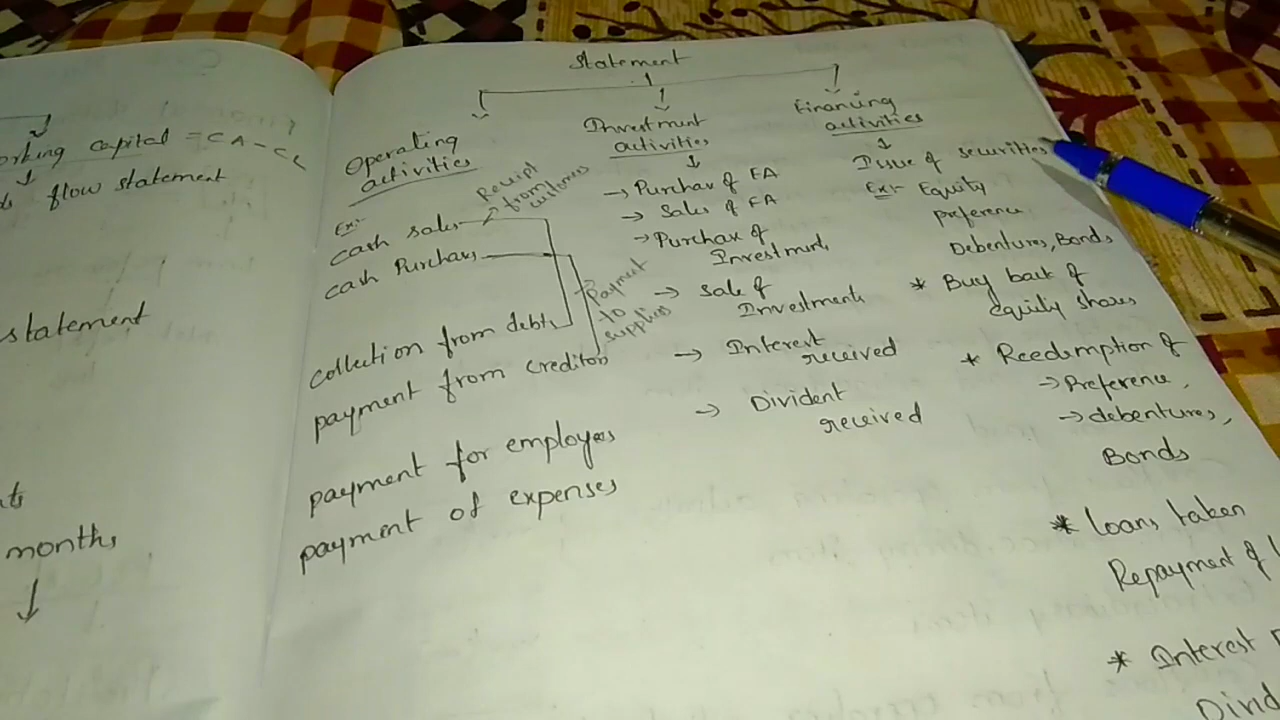 working capital = CA - CL
flow statement
statement
months
Statement
Operating
activities
Ex:-
cash sales
Receipt
from
customers
cash Purchases
Payment
to
supplies
collection from debts
payment from creditors
payment for employees
payment of expenses
Investment
activities
→ Purchase of FA
→ Sales of FA
→ Purchase of
Investments
→ Sale of
Investments
→ Interest
received
→ Divident
received
Financing
activities
Issue of securities
Ex:- Equity
preference
Debentures, Bonds
* Buy back of
equity shares
* Reedemption of
→ Preference,
→ debentures,
Bonds
* Loans taken
Repayment of
* Interest